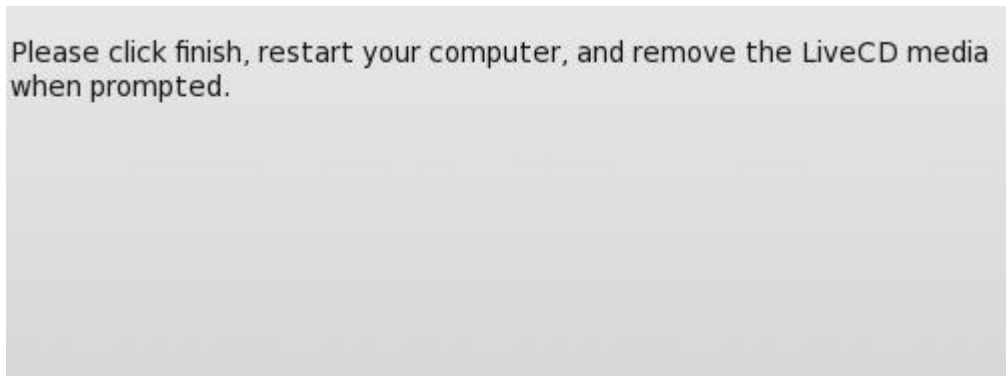 Please click finish, restart your computer, and remove the LiveCD media
when prompted.